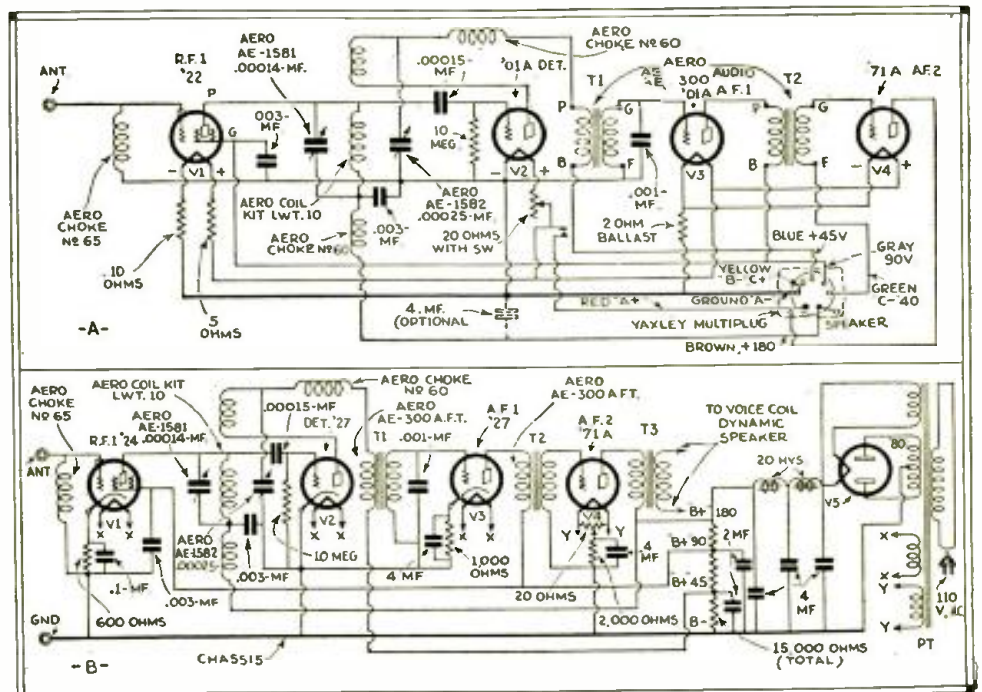 ANT
R.F.1
'22
AERO
AE-1581
.00014-MF.
.00015-
MF
AERO
CHOKE Nº 60
'01A DET.
T1
AERO
300 AUDIO
'01A A.F.1
T2
'71A A.F.2
P
G
.003-
MF
10
MEG
P
G
P
G
V1
-
+
V2
-
+
B
F
V3
B
F
V4
-
+
AERO
CHOKE
Nº 65
AERO COIL
KIT LWT.10
AERO
CHOKE Nº 60
.003-
MF
AERO
AE-1582
.00025-MF.
20 OHMS
WITH SW
.001-
MF
2 OHM
BALLAST
BLUE +45V
GRAY
90V
YELLOW
B- C+
GREEN
C-40
10
OHMS
5
OHMS
-A-
4. MF.
(OPTIONAL
RED A+
GROUND A-
YAXLEY MULTIPLUG
SPEAKER
BROWN, +180
AERO
CHOKE
Nº 65
AERO COIL KIT
LWT.10
AERO
AE-1581
.00014-MF.
R.F.1 '24
AERO CHOKE
Nº 60
.00015-MF
DET. '27
AERO
AE-300 A.F.T.
T1
.001-MF
A.F.1
'27
AERO
AE-300 A.F.T.
T2
A.F.2
'71A
T3
TO VOICE COIL
DYNAMIC
SPEAKER
20 HYS
80
V5
ANT
V1
X
X
V2
X
X
V3
X
X
V4
Y
Y
B+
180
B+ 90
2 MF
B+45
B-
X
X
Y
Y
110
V. AC
PT
.1-MF
.003-MF
600 OHMS
AERO
AE-1582
.00025-
.003-MF
10 MEG
4 MF
1,000
OHMS
20 OHMS
4
MF
2,000 OHMS
4
MF
15,000 OHMS
(TOTAL)
GND
CHASSIS
-B-